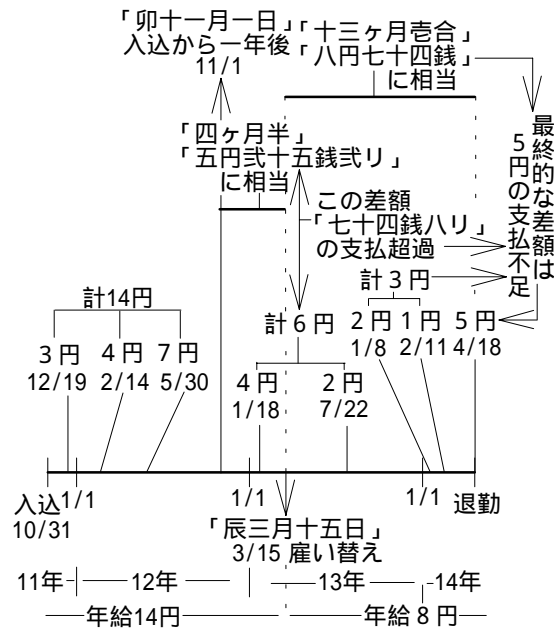 「卯十一月一日」
入込から一年後
11/1
「十三ヶ月壱合」
「八円七十四銭」
に相当
「四ヶ月半」
「五円弐十五銭弐リ」
に相当
この差額
「七十四銭八リ」
の支払超過
最終的な差額は
5円の支払不足
計14円
計6円
計3円
3円
12/19
4円
2/14
7円
5/30
4円
1/18
2円
7/22
2円
1/8
1円
2/11
5円
4/18
入込
10/31
1/1
1/1
1/1
退勤
「辰三月十五日」
3/15 雇い替え
11年
12年
13年
14年
年給14円
年給8円